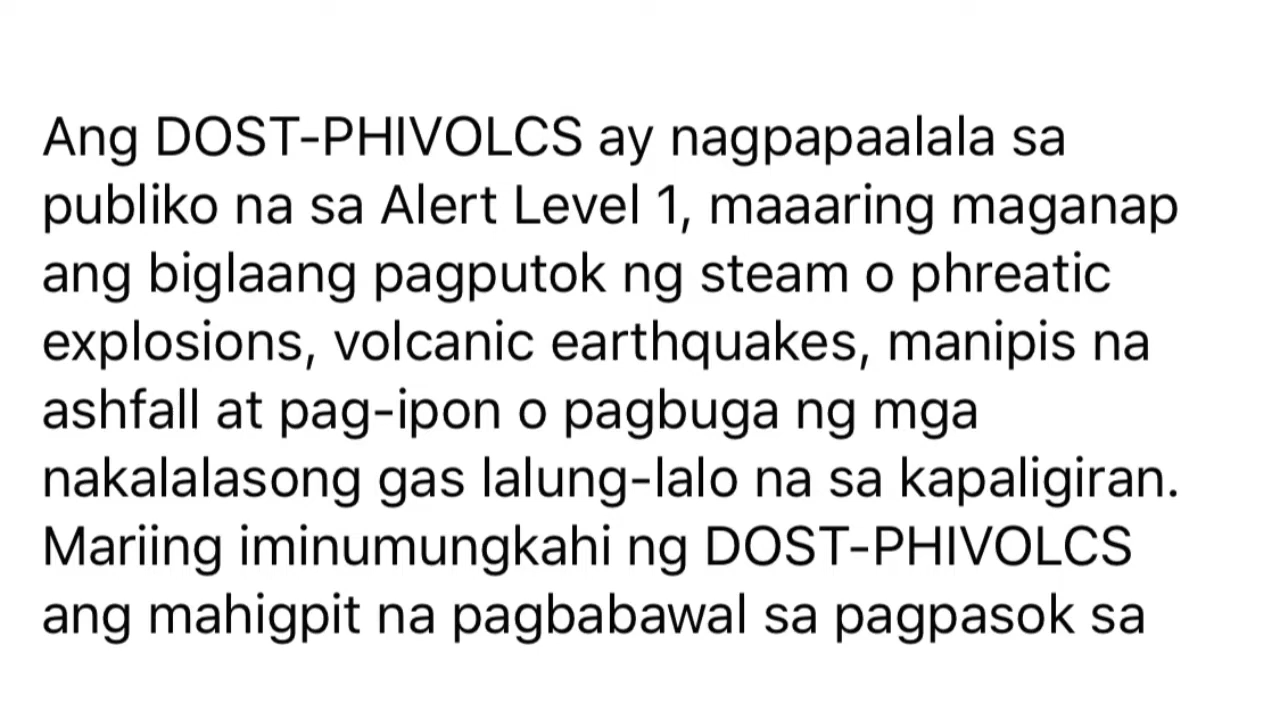 Ang DOST-PHIVOLCS ay nagpapaalala sa
publiko na sa Alert Level 1, maaaring maganap
ang biglaang pagputok ng steam o phreatic
explosions, volcanic earthquakes, manipis na
ashfall at pag-ipon o pagbuga ng mga
nakalalasong gas lalung-lalo na sa kapaligiran.
Mariing iminumungkahi ng DOST-PHIVOLCS
ang mahigpit na pagbabawal sa pagpasok sa